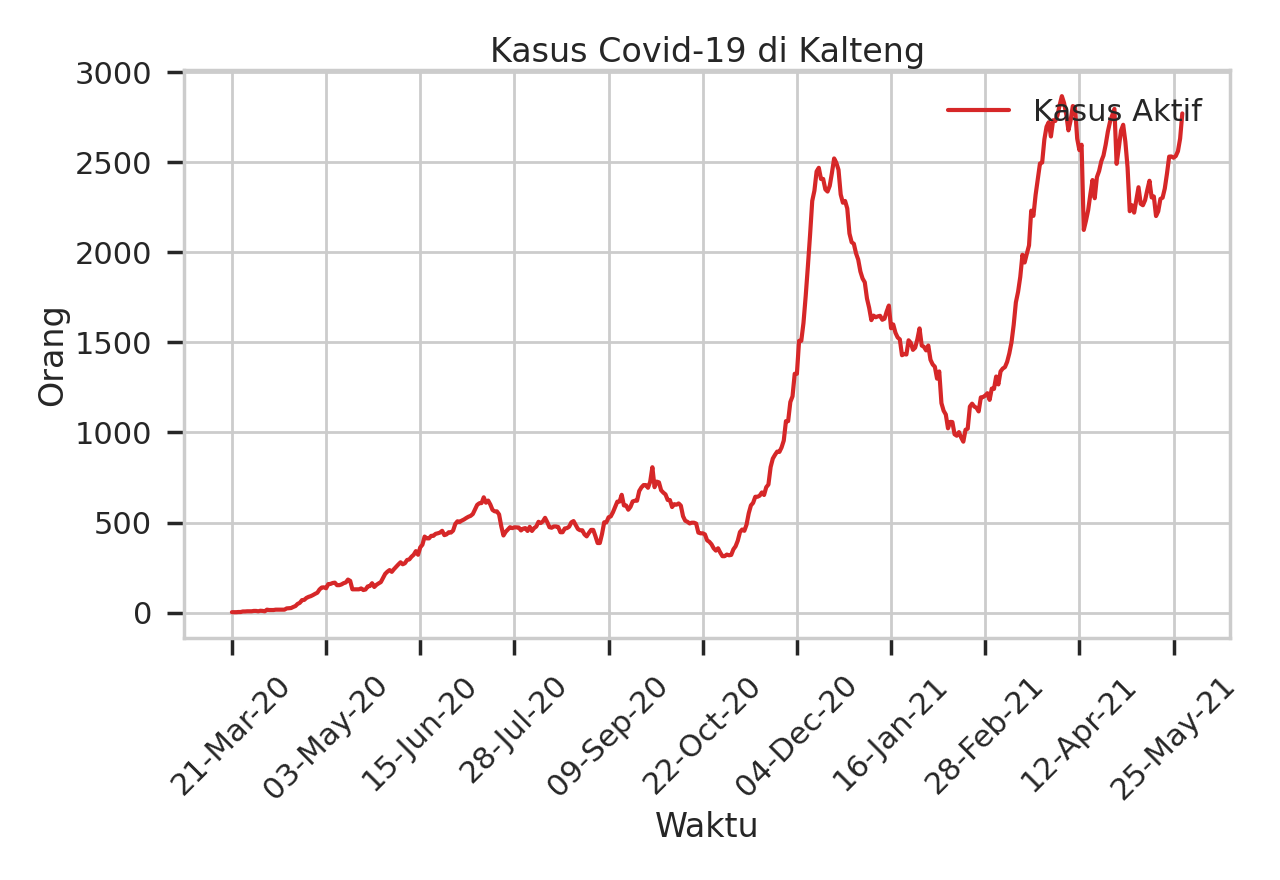 Kasus Covid-19 di Kalteng
Kasus Aktif
3000
2500
2000
1500
1000
500
0
Orang
21-Mar-20
03-May-20
15-Jun-20
28-Jul-20
09-Sep-20
22-Oct-20
04-Dec-20
16-Jan-21
28-Feb-21
12-Apr-21
25-May-21
Waktu